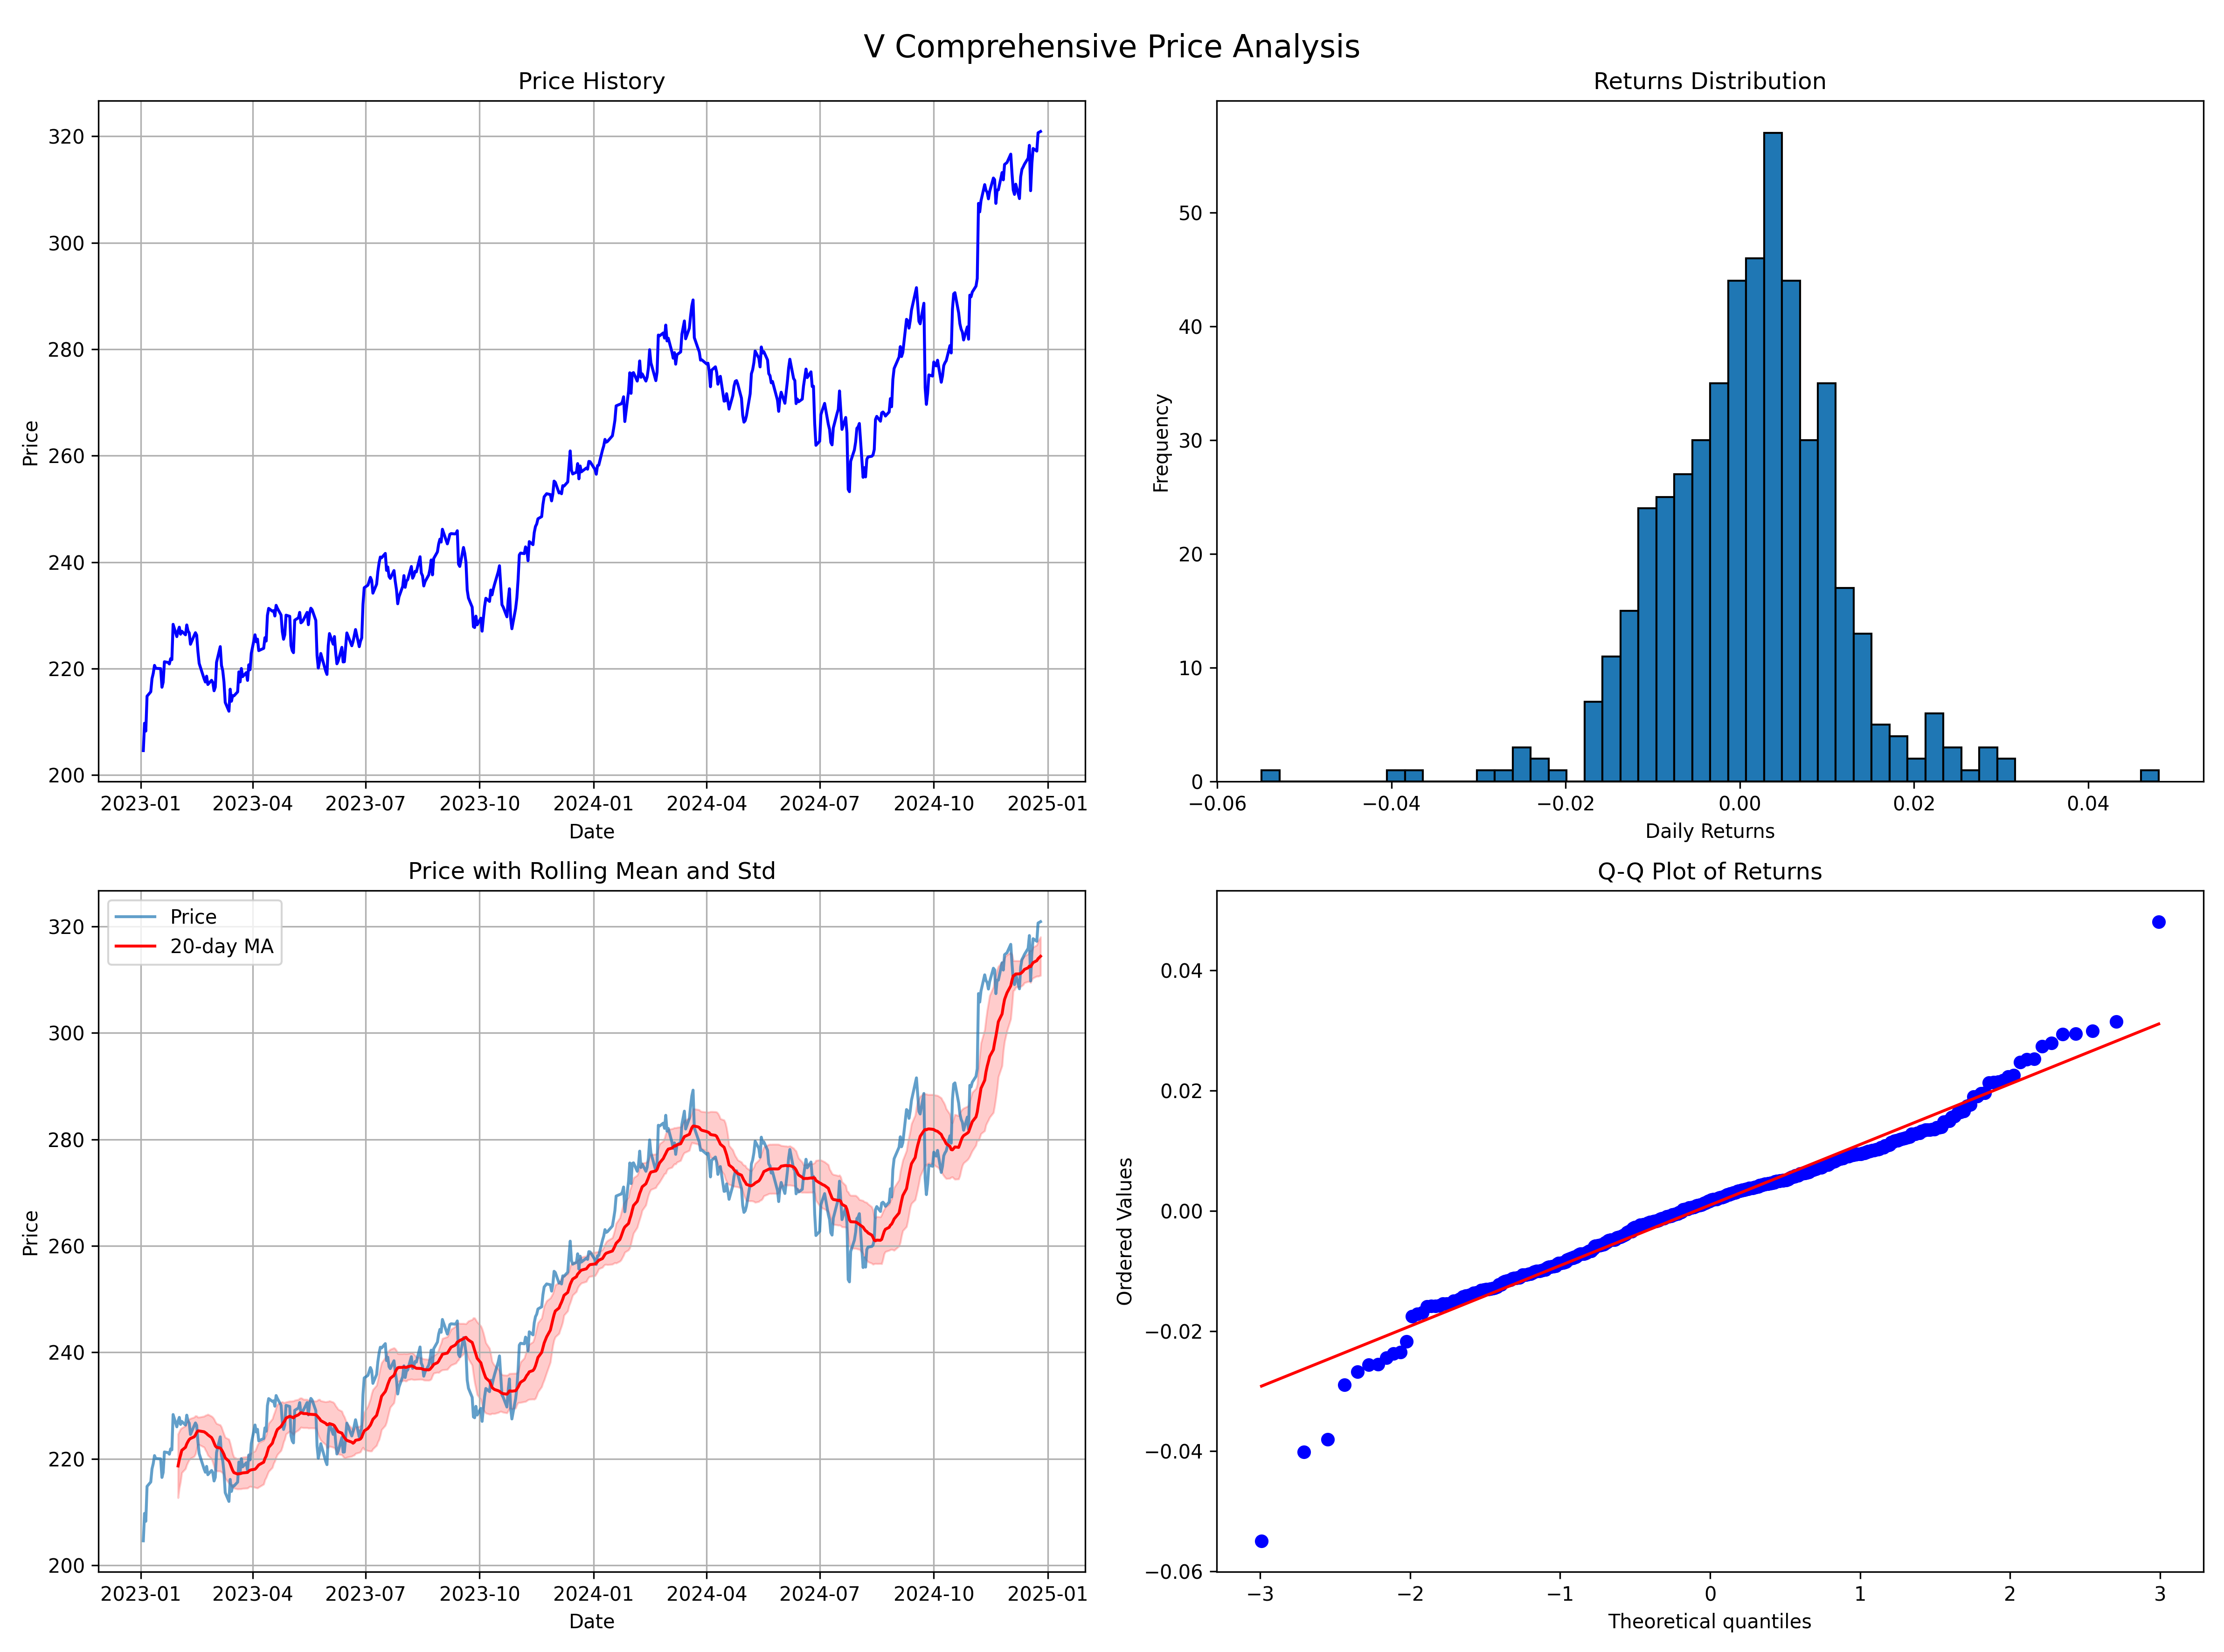 V Comprehensive Price Analysis
Price History
Price
320
300
280
260
240
220
200
2023-01 2023-04 2023-07 2023-10 2024-01 2024-04 2024-07 2024-10 2025-01
Date
Returns Distribution
Frequency
50
40
30
20
10
0
−0.06 −0.04 −0.02 0.00 0.02 0.04
Daily Returns
Price with Rolling Mean and Std
Price
20-day MA
Price
320
300
280
260
240
220
200
2023-01 2023-04 2023-07 2023-10 2024-01 2024-04 2024-07 2024-10 2025-01
Date
Q-Q Plot of Returns
Ordered Values
0.04
0.02
0.00
−0.02
−0.04
−0.06
−3 −2 −1 0 1 2 3
Theoretical quantiles